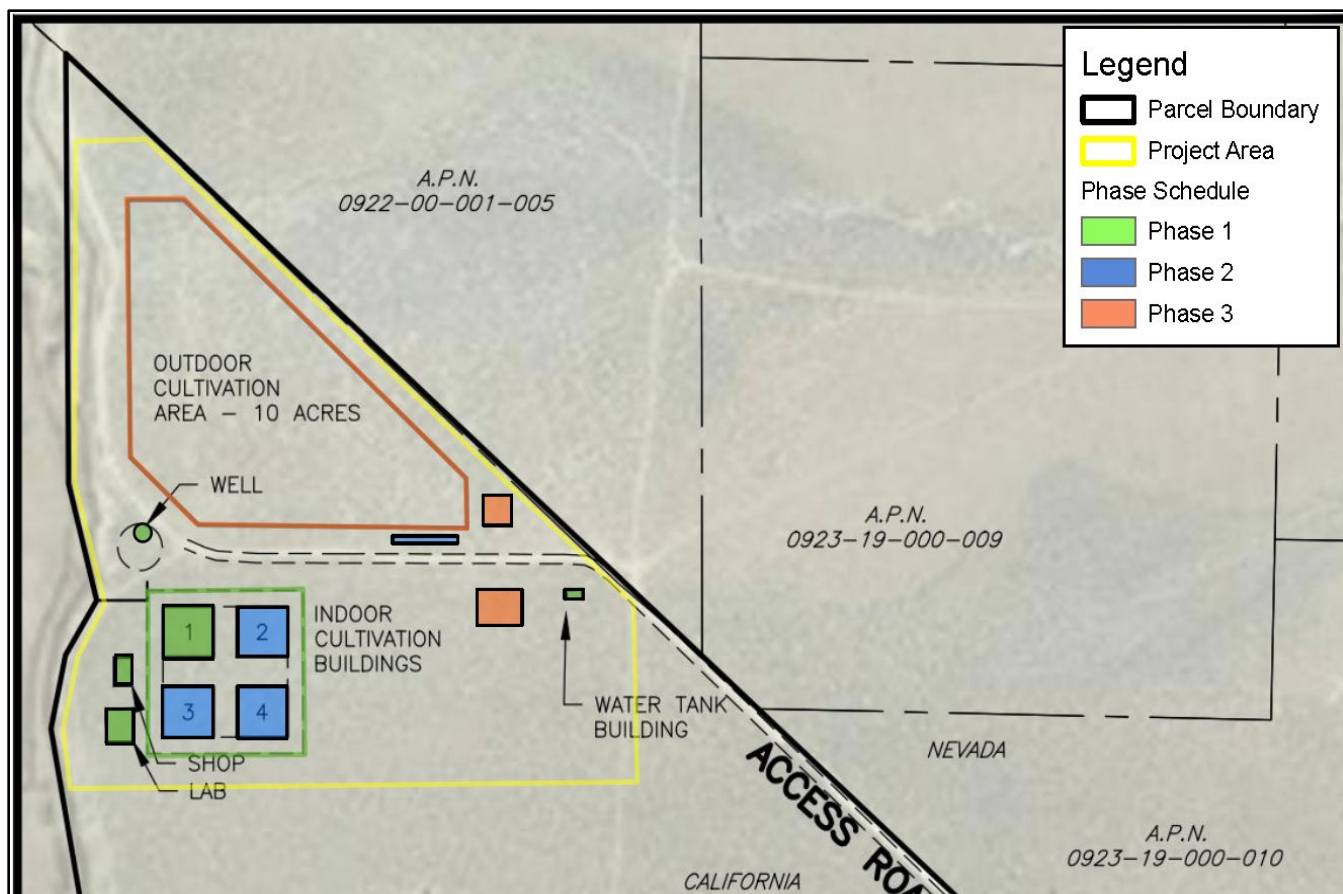 Legend
Parcel Boundary
Project Area
Phase Schedule
Phase 1
Phase 2
Phase 3
A.P.N.
0922-00-001-005
OUTDOOR
CULTIVATION
AREA - 10 ACRES
WELL
A.P.N.
0923-19-000-009
1
2
3
4
INDOOR
CULTIVATION
BUILDINGS
WATER TANK
BUILDING
SHOP
LAB
ACCESS ROA
NEVADA
CALIFORNIA
A.P.N.
0923-19-000-010